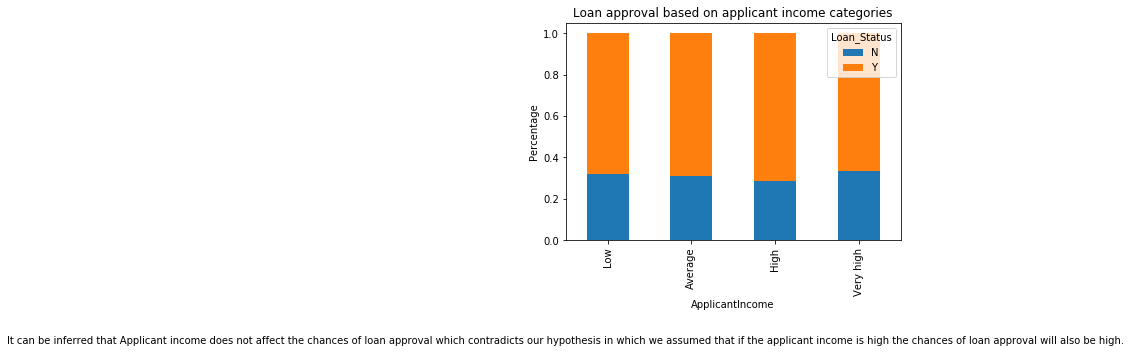 Loan approval based on applicant income categories
Loan_Status
N
Y
1.0
0.8
0.6
0.4
0.2
0.0
Percentage
Low
Average
High
Very high
ApplicantIncome
It can be inferred that Applicant income does not affect the chances of loan approval which contradicts our hypothesis in which we assumed that if the applicant income is high the chances of loan approval will also be high.